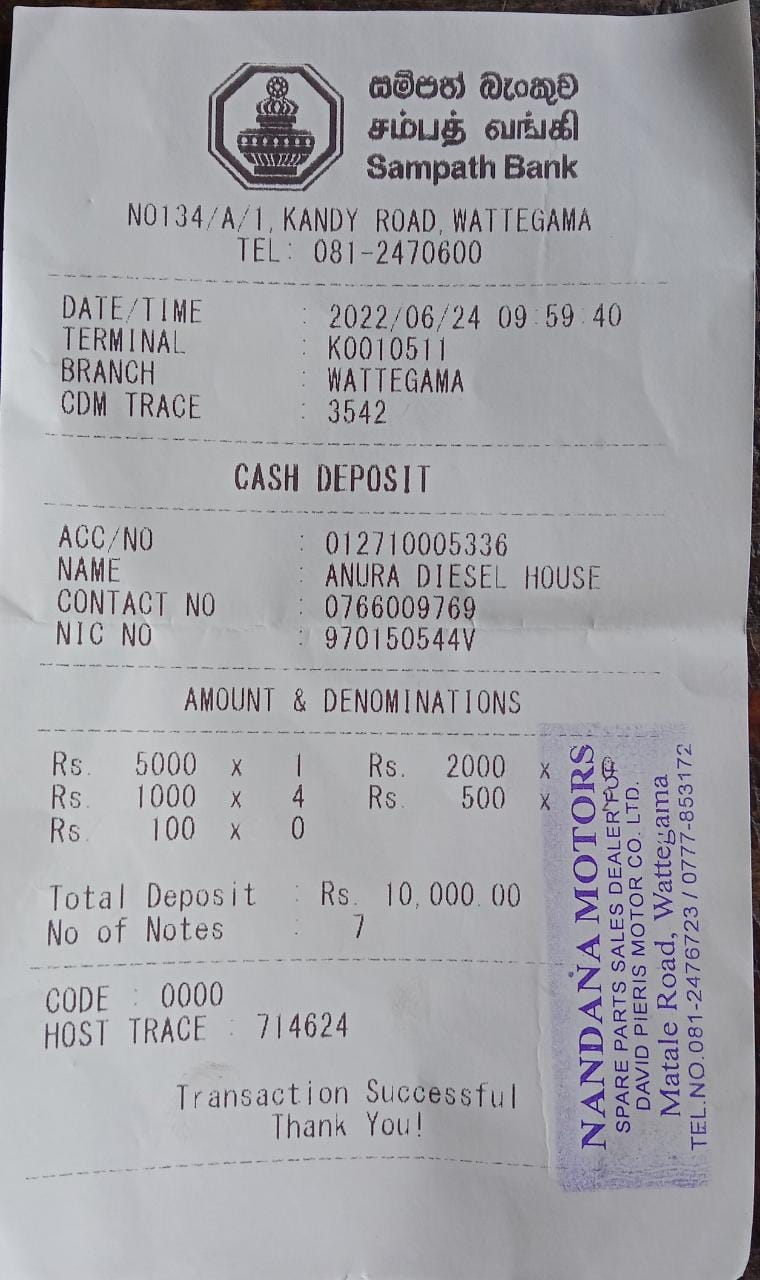 සම්පත් බැංකුව
சம்பத் வங்கி
Sampath Bank
NO134/A/1, KANDY ROAD, WATTEGAMA
TEL: 081-2470600
DATE/TIME : 2022/06/24 09:59:40
TERMINAL : K0010511
BRANCH : WATTEGAMA
CDM TRACE : 3542
CASH DEPOSIT
ACC/NO : 012710005336
NAME : ANURA DIESEL HOUSE
CONTACT NO : 0766009769
NIC NO : 970150544V
AMOUNT & DENOMINATIONS
Rs. 5000 x 1 Rs. 2000 x
Rs. 1000 x 4 Rs. 500 x
Rs. 100 x 0
Total Deposit : Rs. 10,000.00
No of Notes : 7
CODE : 0000
HOST TRACE : 714624
Transaction Successful
Thank You!
NANDANA MOTORS
SPARE PARTS SALES DEALER
DAVID PIERIS MOTOR CO. LTD.
Matale Road, Wattegama
TEL.NO.081-2476723 / 0777-853172